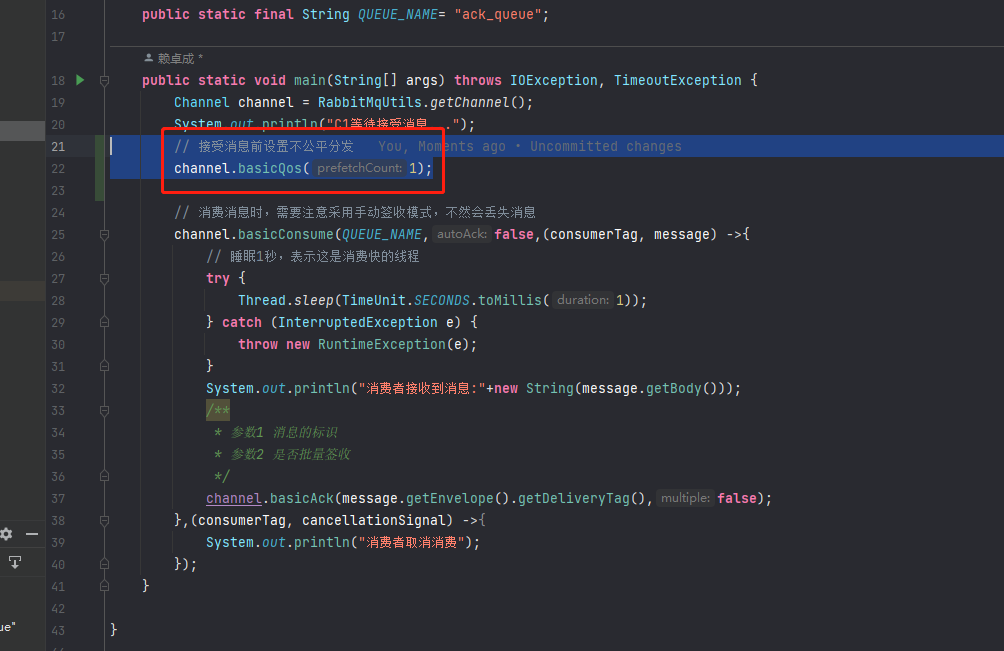 16 public static final String QUEUE_NAME= "ack_queue";
17
赖卓成 *
18 public static void main(String[] args) throws IOException, TimeoutException {
19 Channel channel = RabbitMqUtils.getChannel();
20 System.out.println("C1等待接受消息...");
21 // 接受消息前设置不公平分发 You, Moments ago • Uncommitted changes
22 channel.basicQos( prefetchCount: 1);
23
24 // 消费消息时，需要注意采用手动签收模式，不然会丢失消息
25 channel.basicConsume(QUEUE_NAME, autoAck: false,(consumerTag, message) ->{
26 // 睡眠1秒，表示这是消费快的线程
27 try {
28 Thread.sleep(TimeUnit.SECONDS.toMillis( duration: 1));
29 } catch (InterruptedException e) {
30 throw new RuntimeException(e);
31 }
32 System.out.println("消费者接收到消息:"+new String(message.getBody()));
33 /**
34 * 参数1 消息的标识
35 * 参数2 是否批量签收
36 */
37 channel.basicAck(message.getEnvelope().getDeliveryTag(), multiple: false);
38 },(consumerTag, cancellationSignal) ->{
39 System.out.println("消费者取消消费");
40 });
41 }
42
ue"
43 }